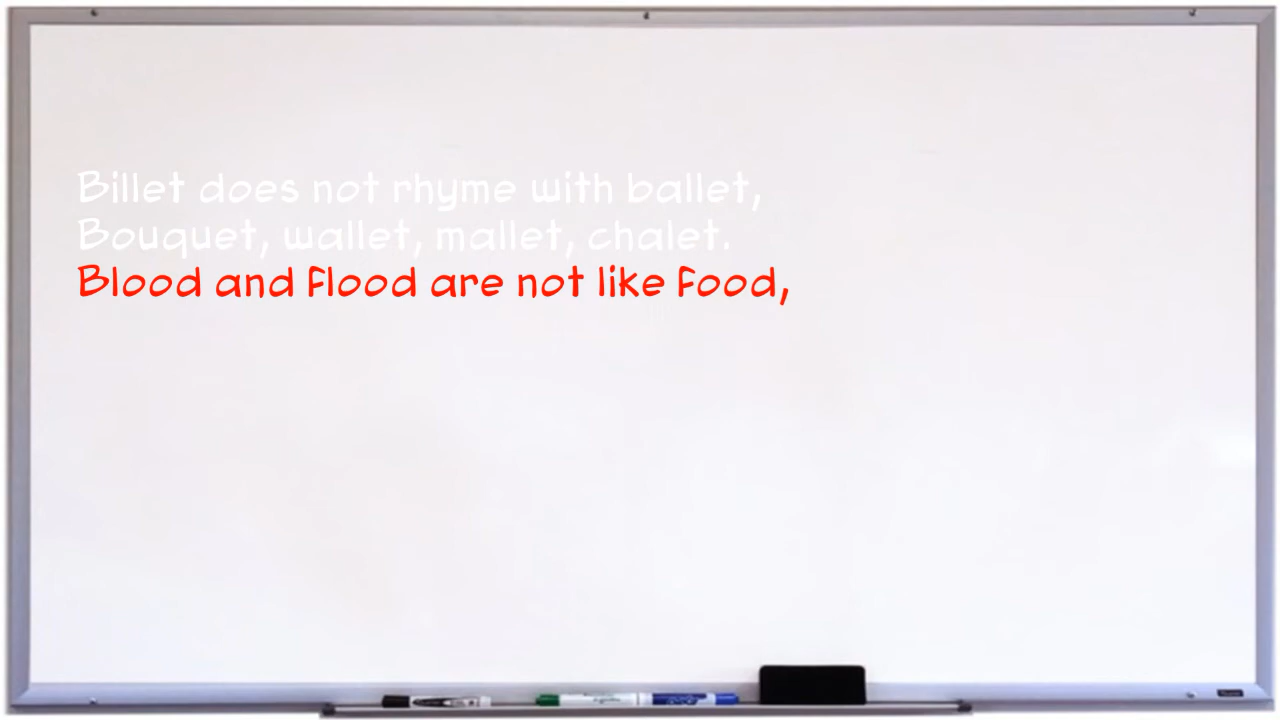 Billet does not rhyme with ballet,
Bouquet, wallet, mallet, chalet.
Blood and flood are not like food,